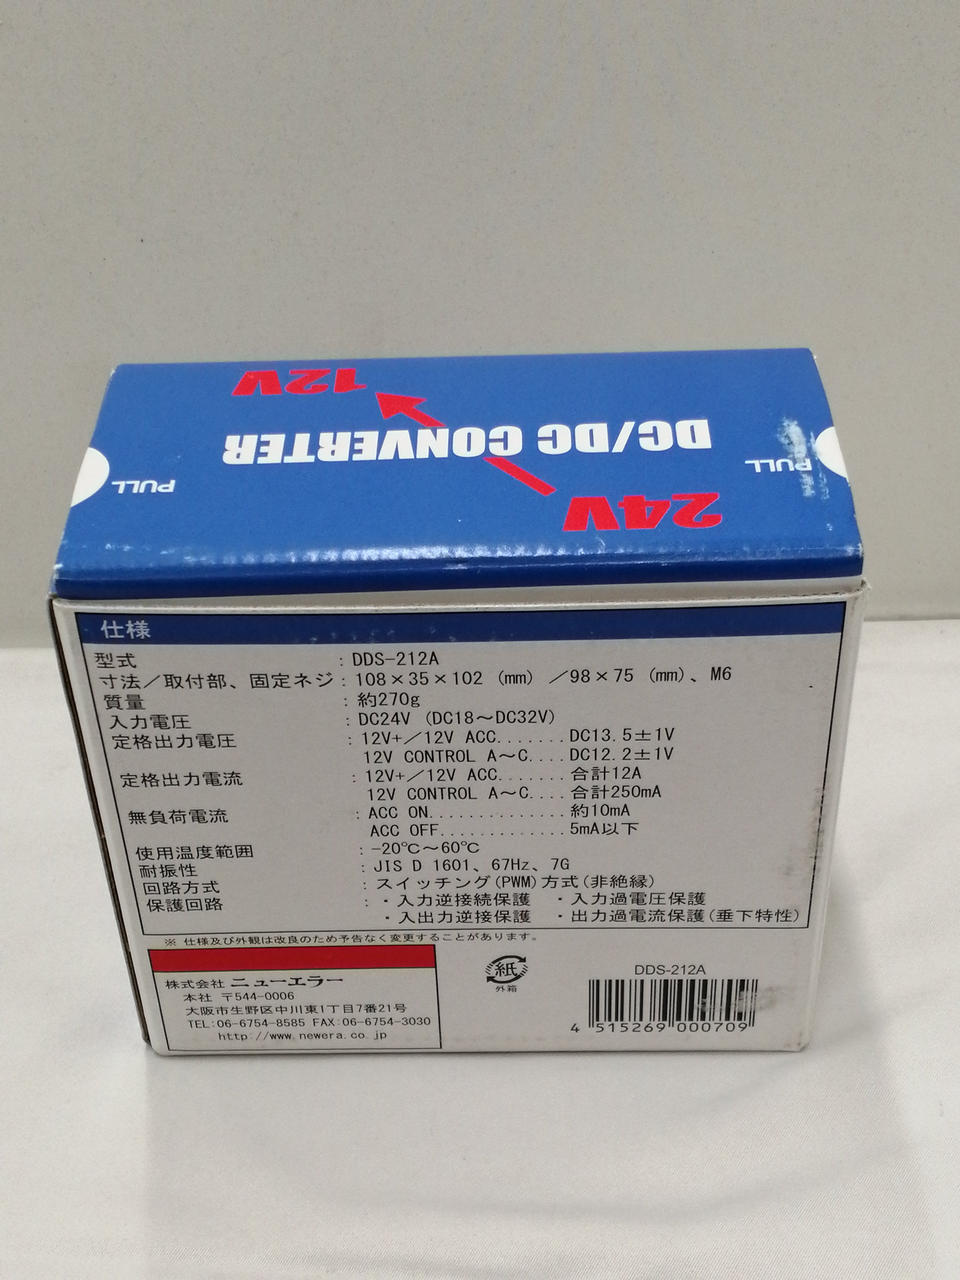 12V
DC/DC CONVERTER
24V
PULL
PULL
仕様
型式 : DDS-212A
寸法／取付部、固定ネジ : 108×35×102 (mm) ／98×75 (mm)、M6
質量 : 約270g
入力電圧 : DC24V (DC18～DC32V)
定格出力電圧 : 12V+／12V ACC.......DC13.5±1V
12V CONTROL A～C....DC12.2±1V
定格出力電流 : 12V+／12V ACC.......合計12A
12V CONTROL A～C....合計250mA
無負荷電流 : ACC ON.............約10mA
ACC OFF............5mA以下
使用温度範囲 : -20℃～60℃
耐振性 : JIS D 1601、67Hz、7G
回路方式 : スイッチング(PWM)方式(非絶縁)
保護回路 : ・入力逆接続保護 ・入力過電圧保護
・入出力逆接保護 ・出力過電流保護(垂下特性)
※ 仕様及び外観は改良のため予告なく変更することがあります。
株式会社 ニューエラー
本社 〒544-0006
大阪市生野区中川東1丁目7番21号
TEL:06-6754-8585 FAX:06-6754-3030
http://www.newera.co.jp
紙
外箱
DDS-212A
4 515269 000709